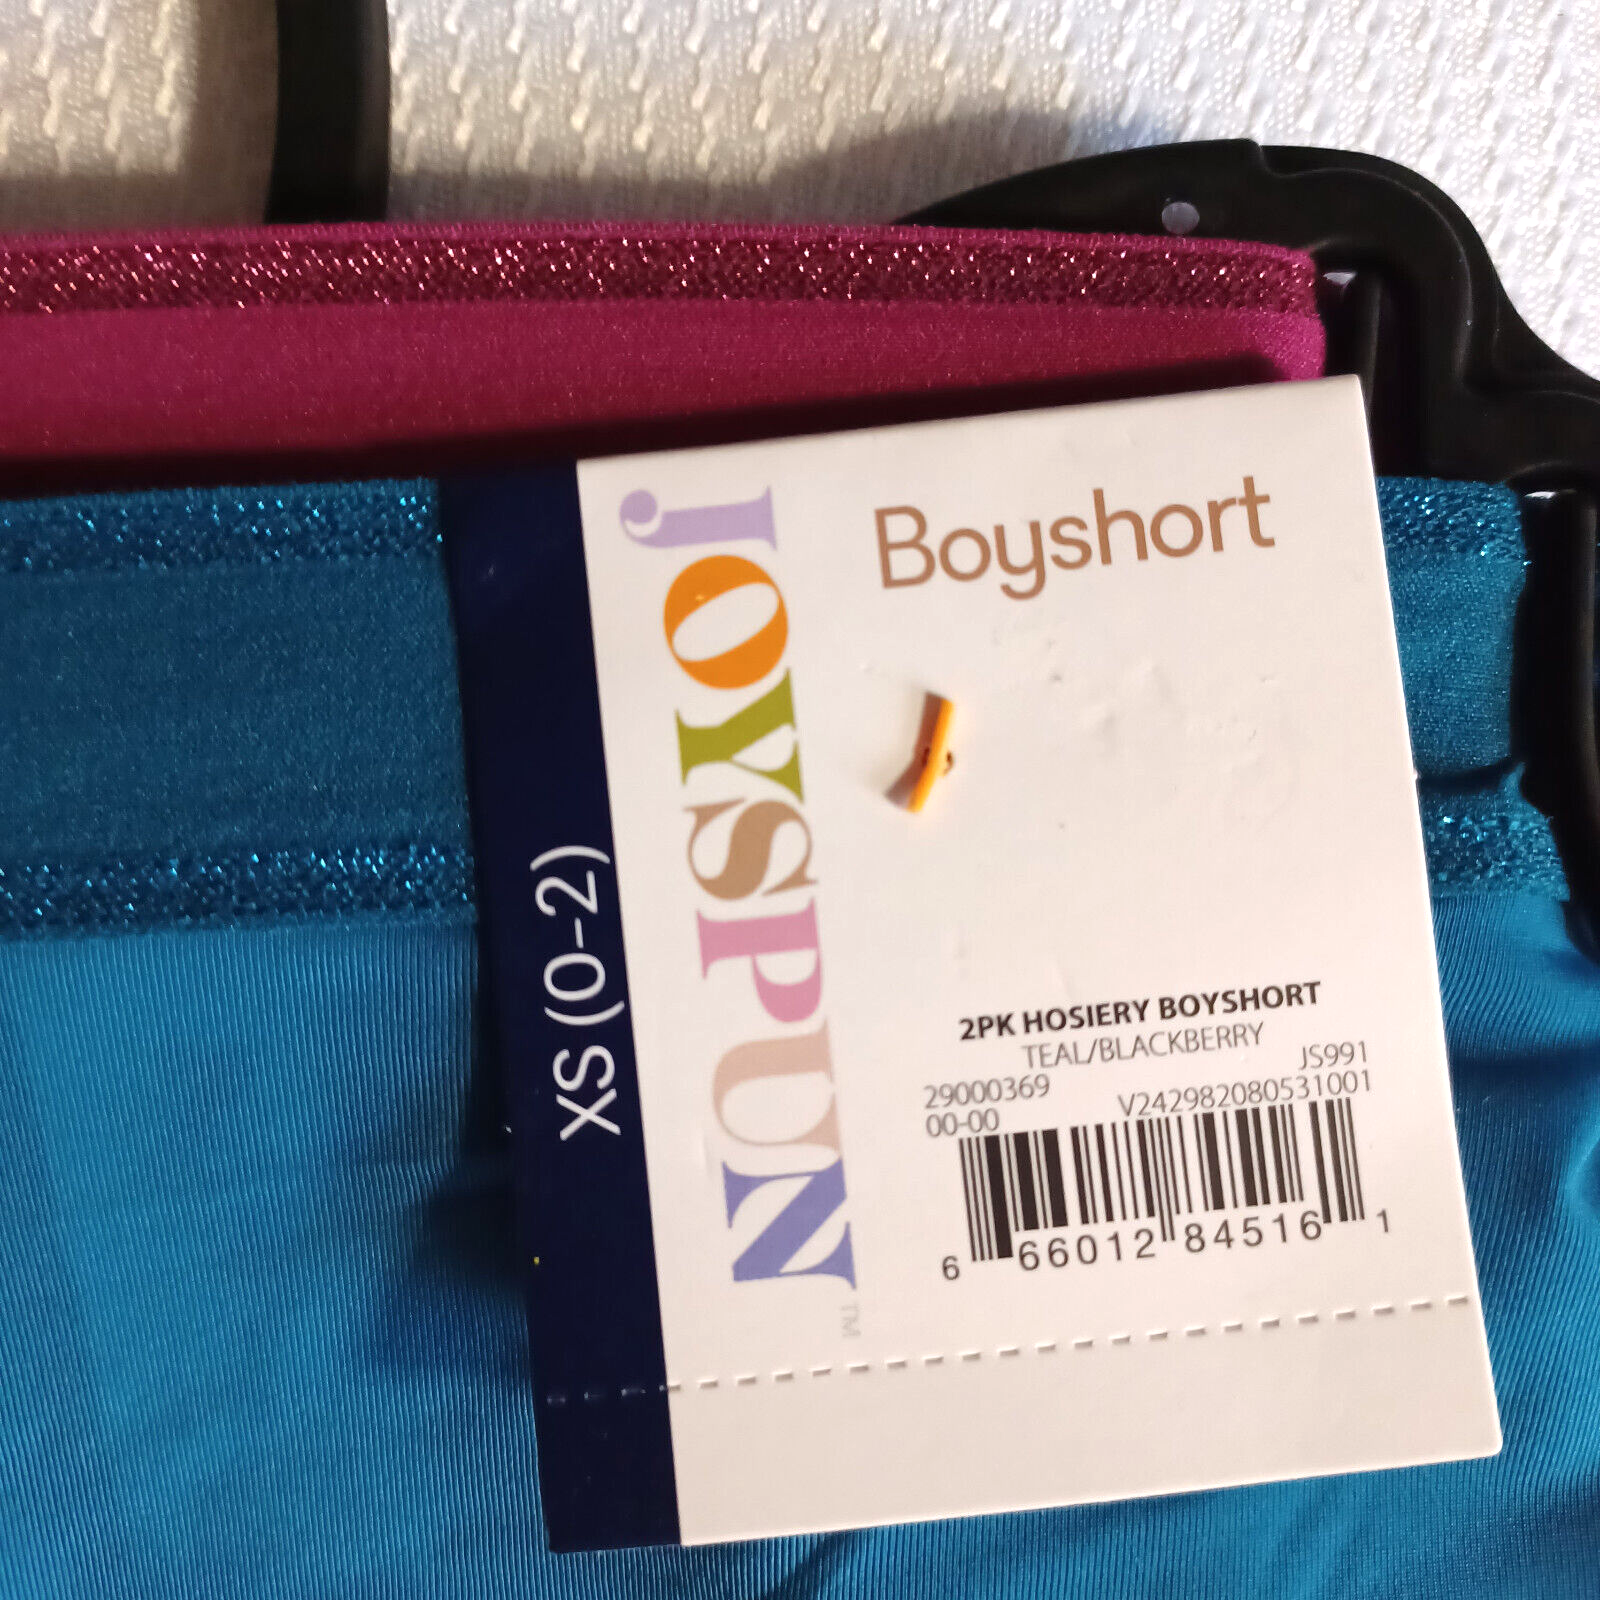 JOYSPUN
TM
Boyshort
XS (0-2)
2PK HOSIERY BOYSHORT
TEAL/BLACKBERRY
29000369 JS991
00-00 V242982080531001
6 66012 84516 1